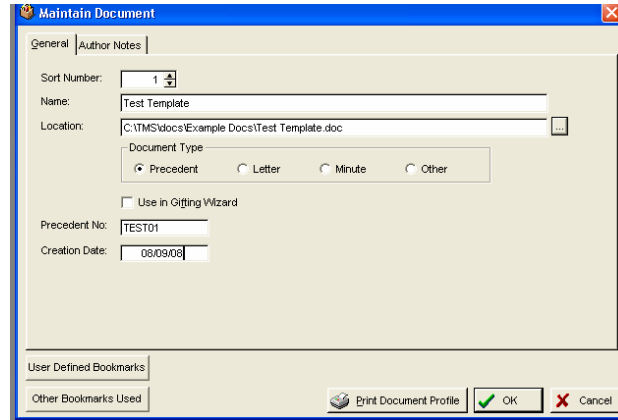 Maintain Document
General Author Notes
Sort Number: 1
Name: Test Template
Location: C:\TMS\docs\Example Docs\Test Template.doc ...
Document Type
Precedent Letter Minute Other
Use in Gifting Wizard
Precedent No: TEST01
Creation Date: 08/09/08
User Defined Bookmarks
Other Bookmarks Used Print Document Profile OK Cancel